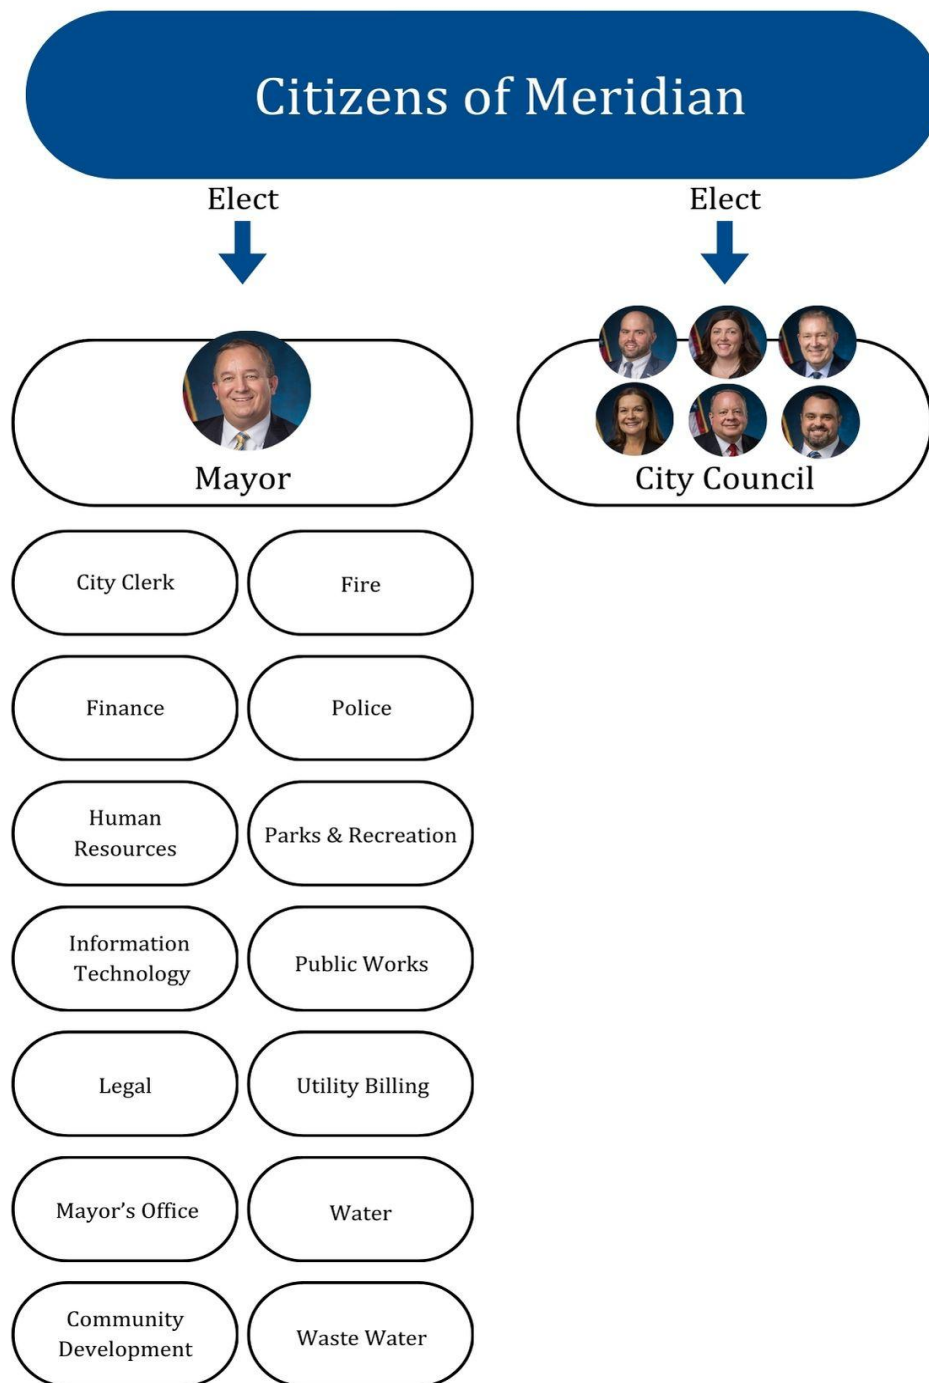 Citizens of Meridian
Elect
Elect
Mayor
City Council
City Clerk
Fire
Finance
Police
Human
Resources
Parks & Recreation
Information
Technology
Public Works
Legal
Utility Billing
Mayor’s Office
Water
Community
Development
Waste Water